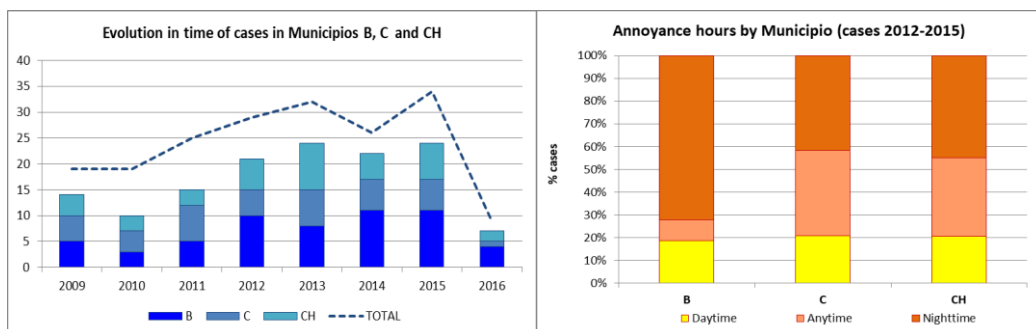 Evolution in time of cases in Municipios B, C and CH
40
35
30
25
20
15
10
5
0
2009 2010 2011 2012 2013 2014 2015 2016
B C CH TOTAL
Annoyance hours by Municipio (cases 2012-2015)
100%
90%
80%
70%
60%
50%
40%
30%
20%
10%
0%
% cases
B C CH
Daytime Anytime Nighttime